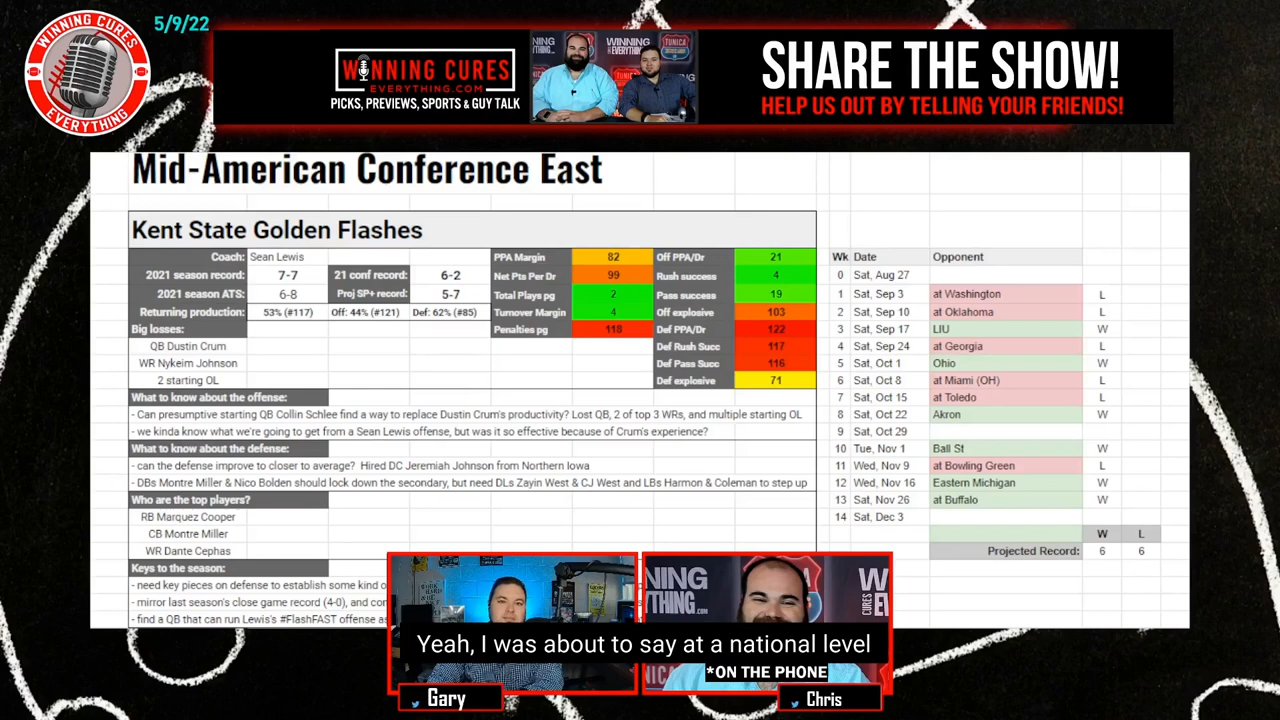 5/9/22
WINNING CURES
EVERYTHING
WINNING CURES
EVERYTHING.COM
PICKS, PREVIEWS, SPORTS & GUY TALK
SHARE THE SHOW!
HELP US OUT BY TELLING YOUR FRIENDS!
Mid-American Conference East
Kent State Golden Flashes
Coach: Sean Lewis
2021 season record: 7-7 21 conf record: 6-2
2021 season ATS: 6-8 Proj SP+ record: 5-7
Returning production: 53% (#117) Off: 44% (#121) Def: 62% (#85)
Big losses:
QB Dustin Crum
WR Nykeim Johnson
2 starting OL
PPA Margin 82 Off PPA/Dr 21
Net Pts Per Dr 99 Rush success 4
Total Plays pg 2 Pass success 19
Turnover Margin 4 Off explosive 103
Penalties pg 118 Def PPA/Dr 122
Def Rush Succ 117
Def Pass Succ 116
Def explosive 71
What to know about the offense:
- Can presumptive starting QB Collin Schlee find a way to replace Dustin Crum's productivity? Lost QB, 2 of top 3 WRs, and multiple starting OL
- we kinda know what we're going to get from a Sean Lewis offense, but was it so effective because of Crum's experience?
What to know about the defense:
- can the defense improve to closer to average? Hired DC Jeremiah Johnson from Northern Iowa
- DBs Montre Miller & Nico Bolden should lock down the secondary, but need DLs Zayin West & CJ West and LBs Harmon & Coleman to step up
Who are the top players?
RB Marquez Cooper
CB Montre Miller
WR Dante Cephas
Keys to the season:
- need key pieces on defense to establish some kind o
- mirror last season's close game record (4-0), and con
- find a QB that can run Lewis's #FlashFAST offense as
Wk Date Opponent
0 Sat, Aug 27
1 Sat, Sep 3 at Washington L
2 Sat, Sep 10 at Oklahoma L
3 Sat, Sep 17 LIU W
4 Sat, Sep 24 at Georgia L
5 Sat, Oct 1 Ohio W
6 Sat, Oct 8 at Miami (OH) L
7 Sat, Oct 15 at Toledo L
8 Sat, Oct 22 Akron W
9 Sat, Oct 29
10 Tue, Nov 1 Ball St W
11 Wed, Nov 9 at Bowling Green L
12 Wed, Nov 16 Eastern Michigan W
13 Sat, Nov 26 at Buffalo W
14 Sat, Dec 3
W L
Projected Record: 6 6
Yeah, I was about to say at a national level
*ON THE PHONE
Gary
Chris